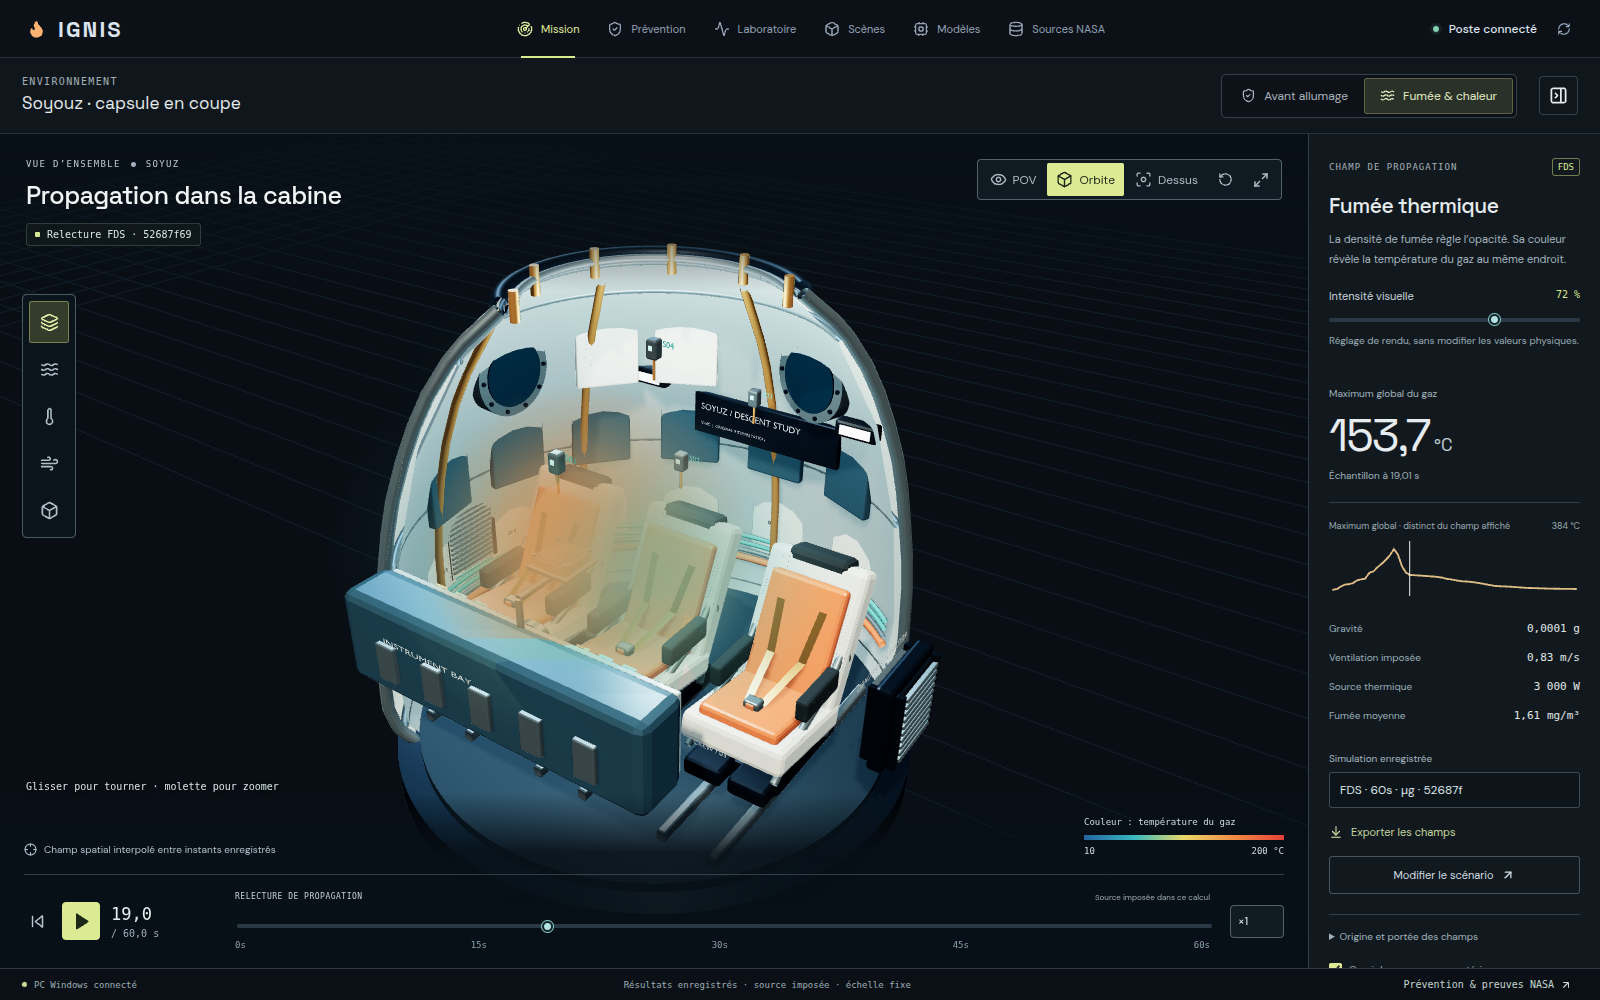 IGNIS
Mission
Prévention
Laboratoire
Scènes
Modèles
Sources NASA
Poste connecté
ENVIRONNEMENT
Soyouz · capsule en coupe
Avant allumage
Fumée & chaleur
VUE D'ENSEMBLE • SOYUZ
Propagation dans la cabine
Relecture FDS · 52687f69
POV
Orbite
Dessus
S04
SOYUZ / DESCENT STUDY
INSTRUMENT BAY
Glisser pour tourner · molette pour zoomer
Champ spatial interpolé entre instants enregistrés
Couleur : température du gaz
10
200 °C
19,0
/ 60,0 s
RELECTURE DE PROPAGATION
Source imposée dans ce calcul
0s
15s
30s
45s
60s
×1
CHAMP DE PROPAGATION
FDS
Fumée thermique
La densité de fumée règle l'opacité. Sa couleur
révèle la température du gaz au même endroit.
Intensité visuelle
72 %
Réglage de rendu, sans modifier les valeurs physiques.
Maximum global du gaz
153,7 °C
Échantillon à 19,01 s
Maximum global · distinct du champ affiché
384 °C
Gravité
0,0001 g
Ventilation imposée
0,83 m/s
Source thermique
3 000 W
Fumée moyenne
1,61 mg/m³
Simulation enregistrée
FDS · 60s · µg · 52687f
Exporter les champs
Modifier le scénario
Origine et portée des champs
PC Windows connecté
Résultats enregistrés · source imposée · échelle fixe
Prévention & preuves NASA